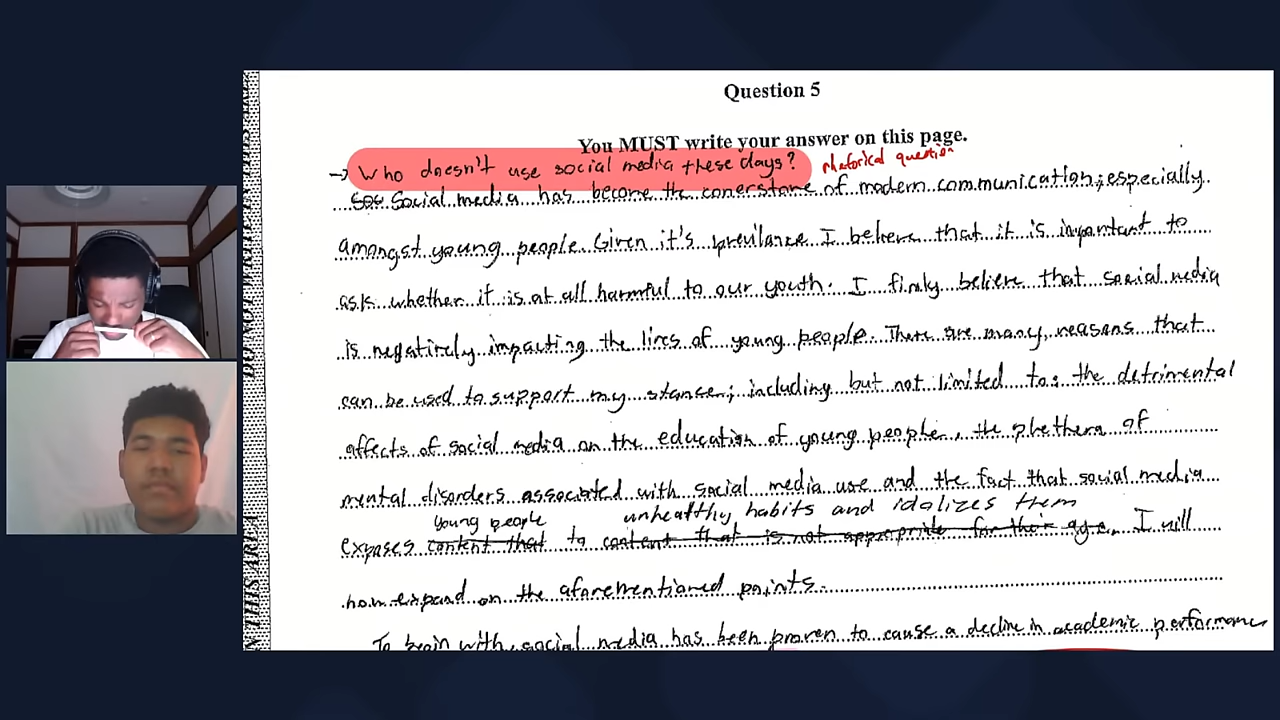 Question 5
You MUST write your answer on this page.
→ Who doesn't use social media these days? rhetorical question
Social media has become the conerstone of modern communication; especially
amongst young people. Given it's previlance I believe that it is important to
ask whether it is at all harmful to our youth. I firmly believe that social media
is negatively impacting the lives of young people. There are many reasons that
can be used to support my stance; including but not limited to: the detrimental
affects of social media on the education of young people, the plethera of
mental disorders associated with social media use and the fact that social media
young people unhealthy habits and idolizes them
exposes content that to content that is not appropriate for their age. I will
now expand on the aforementioned points.
To begin with, social media has been proven to cause a decline in academic performance